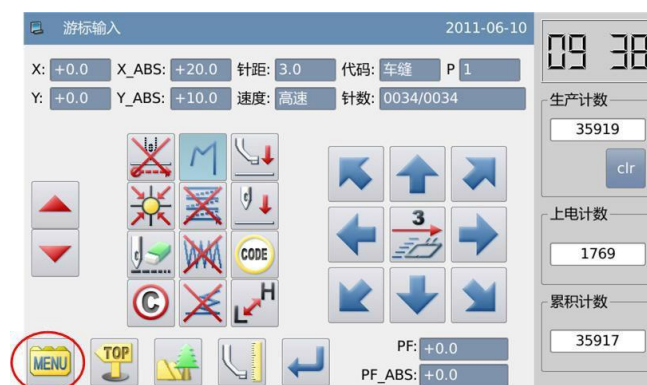 游标输入 2011-06-10
09 38
X: +0.0 X_ABS: +20.0 针距: 3.0 代码: 车缝 P 1
Y: +0.0 Y_ABS: +10.0 速度: 高速 针数: 0034/0034
生产计数
35919
clr
上电计数
1769
累积计数
35917
3
CODE
C
L H
MENU
TOP
PF: +0.0
PF_ABS: +0.0